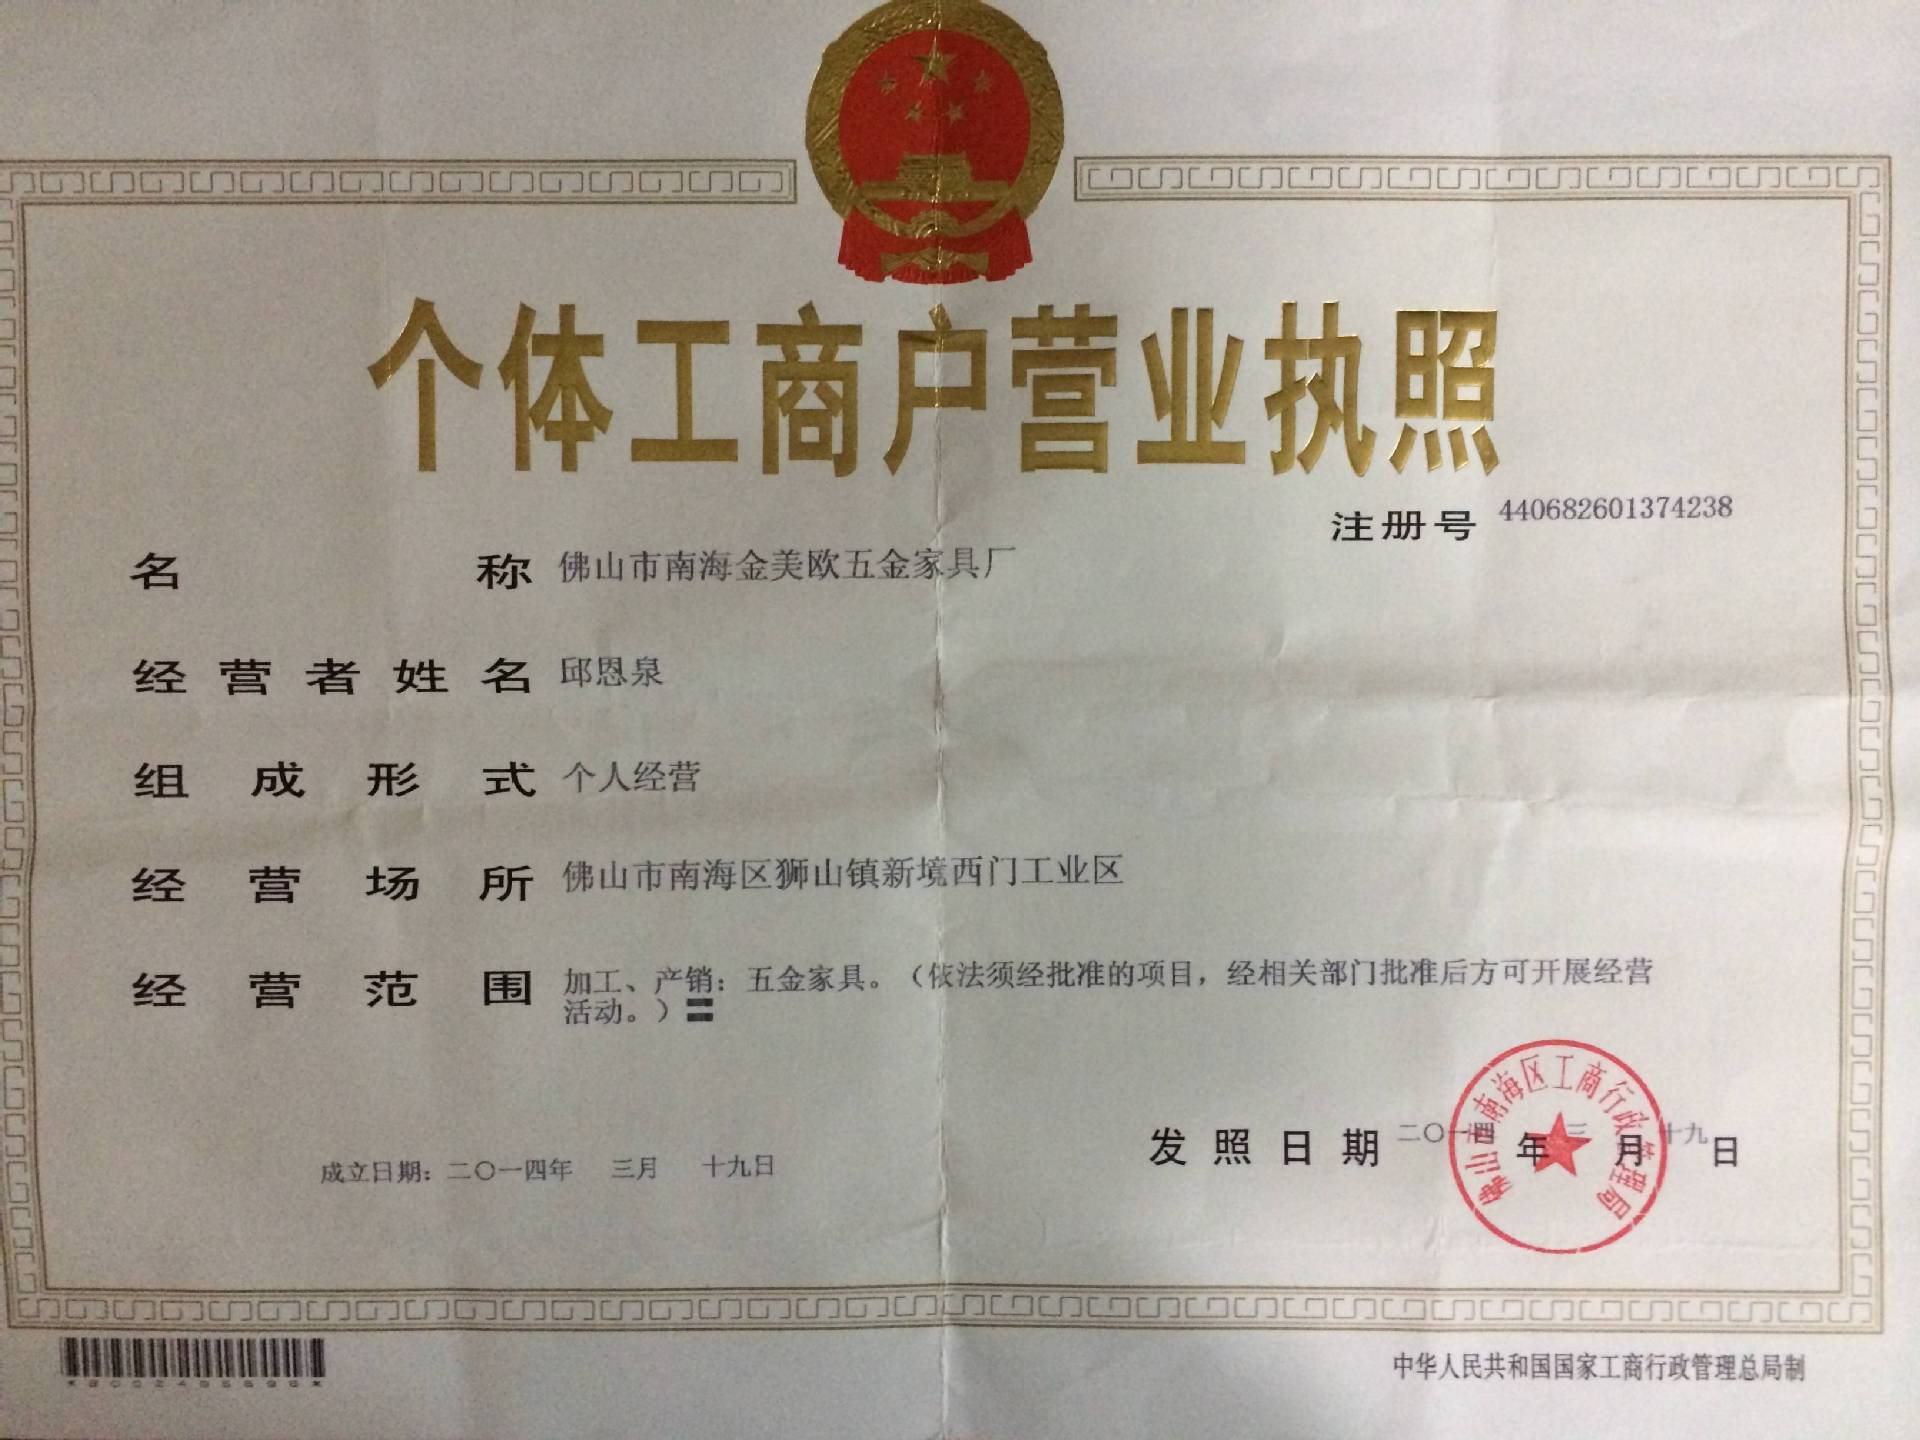 个体工商户营业执照
注册号 440682601374238
名称 佛山市南海金美欧五金家具厂
经营者姓名 邱恩泉
组成形式 个人经营
经营场所 佛山市南海区狮山镇新境西门工业区
经营范围 加工、产销：五金家具。（依法须经批准的项目，经相关部门批准后方可开展经营
活动。）〓
发照日期 二〇一四年 三月 十九日
佛山市南海区工商行政管理局
成立日期：二〇一四年 三月 十九日
中华人民共和国国家工商行政管理总局制